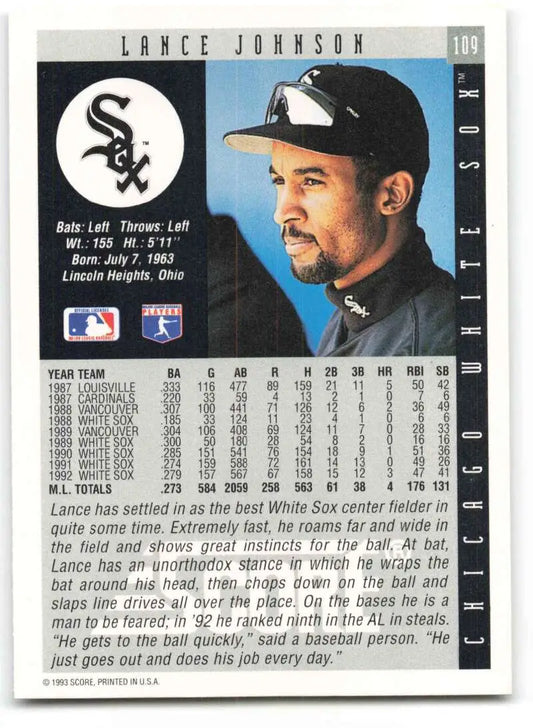 LANCE JOHNSON
109
Sox™
Bats: Left Throws: Left
Wt.: 155 Ht.: 5'11"
Born: July 7, 1963
Lincoln Heights, Ohio
CHICAGO WHITE SOX™
Sox
PLAYERS
YEAR TEAM BA G AB R H 2B 3B HR RBI SB
1987 LOUISVILLE .333 116 477 89 159 21 11 5 50 42
1987 CARDINALS .220 33 59 4 13 2 1 0 7 6
1988 VANCOUVER .307 100 441 71 126 12 6 2 36 49
1988 WHITE SOX .185 33 124 11 23 4 1 0 6 6
1989 VANCOUVER .304 106 408 69 124 11 7 0 28 33
1989 WHITE SOX .300 50 180 28 54 8 2 0 16 16
1990 WHITE SOX .285 151 541 76 154 18 9 1 51 36
1991 WHITE SOX .274 159 588 72 161 14 13 0 49 26
1992 WHITE SOX .279 157 567 67 158 15 12 3 47 41
M.L. TOTALS .273 584 2059 258 563 61 38 4 176 131
Lance has settled in as the best White Sox center fielder in
quite some time. Extremely fast, he roams far and wide in
the field and shows great instincts for the ball. At bat,
Lance has an unorthodox stance in which he wraps the
bat around his head, then chops down on the ball and
slaps line drives all over the place. On the bases he is a
man to be feared; in '92 he ranked ninth in the AL in steals.
"He gets to the ball quickly," said a baseball person. "He
just goes out and does his job every day."
SCORE®
© 1993 SCORE, PRINTED IN U.S.A.